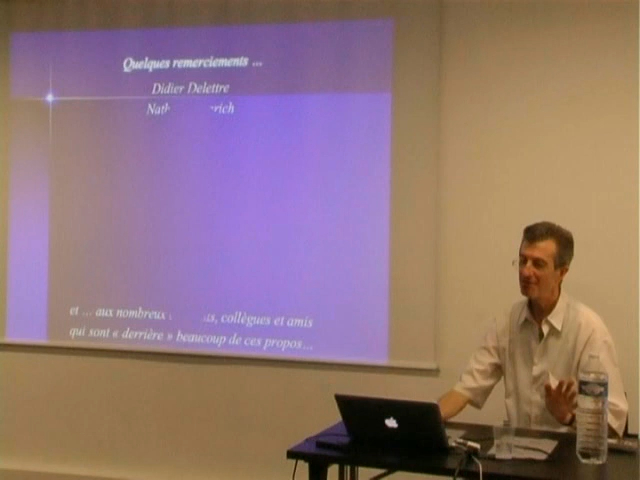 Quelques remerciements ...
Didier Delettre
et ... aux nombreux collègues et amis
qui sont « derrière » beaucoup de ces propos...